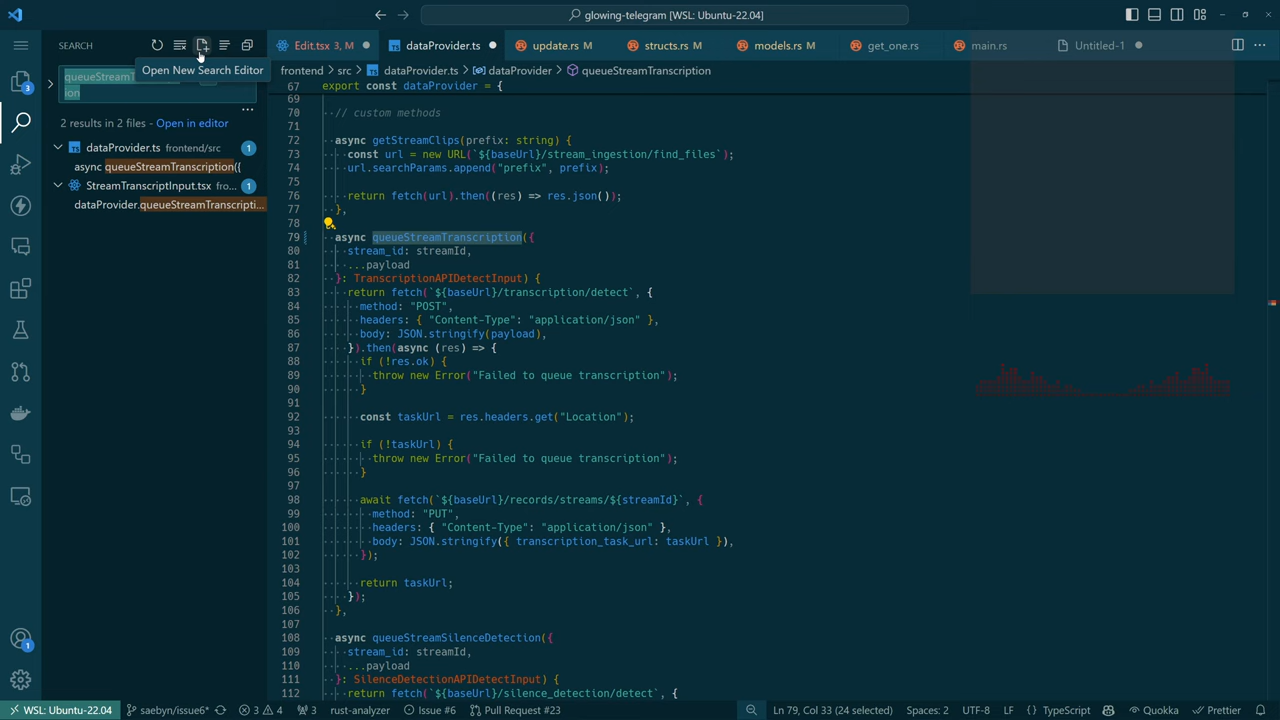 glowing-telegram [WSL: Ubuntu-22.04]
SEARCH
Open New Search Editor
queueStreamT
ion
2 results in 2 files - Open in editor
dataProvider.ts frontend/src 1
async queueStreamTranscription({
StreamTranscriptInput.tsx fro... 1
dataProvider.queueStreamTranscripti...
Edit.tsx 3, M
dataProvider.ts
update.rs M
structs.rs M
models.rs M
get_one.rs
main.rs
Untitled-1
frontend > src > dataProvider.ts > dataProvider > queueStreamTranscription
67 export const dataProvider = {
69
70 // custom methods
71
72 async getStreamClips(prefix: string) {
73 const url = new URL(`${baseUrl}/stream_ingestion/find_files`);
74 url.searchParams.append("prefix", prefix);
75
76 return fetch(url).then((res) => res.json());
77 },
78
79 async queueStreamTranscription({
80 stream_id: streamId,
81 ...payload
82 }: TranscriptionAPIDetectInput) {
83 return fetch(`${baseUrl}/transcription/detect`, {
84 method: "POST",
85 headers: { "Content-Type": "application/json" },
86 body: JSON.stringify(payload),
87 }).then(async (res) => {
88 if (!res.ok) {
89 throw new Error("Failed to queue transcription");
90 }
91
92 const taskUrl = res.headers.get("Location");
93
94 if (!taskUrl) {
95 throw new Error("Failed to queue transcription");
96 }
97
98 await fetch(`${baseUrl}/records/streams/${streamId}`, {
99 method: "PUT",
100 headers: { "Content-Type": "application/json" },
101 body: JSON.stringify({ transcription_task_url: taskUrl }),
102 });
103
104 return taskUrl;
105 });
106 },
107
108 async queueStreamSilenceDetection({
109 stream_id: streamId,
110 ...payload
111 }: SilenceDetectionAPIDetectInput) {
112 return fetch(`${baseUrl}/silence_detection/detect`, {
3
1
WSL: Ubuntu-22.04
saebyn/issue6*
3 4
3
rust-analyzer
Issue #6
Pull Request #23
Ln 79, Col 33 (24 selected)
Spaces: 2
UTF-8
LF
TypeScript
Quokka
Prettier